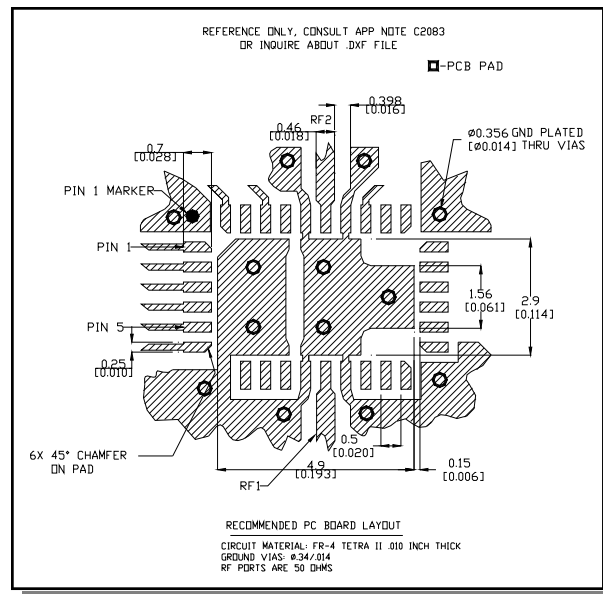 REFERENCE ONLY, CONSULT APP NOTE C2083
OR INQUIRE ABOUT .DXF FILE
-PCB PAD
0.398
[0.016]
RF2
0.46
[0.018]
Ø0.356 GND PLATED
[Ø0.014] THRU VIAS
0.7
[0.028]
PIN 1 MARKER
PIN 1
1.56
[0.061]
2.9
[0.114]
PIN 5
0.25
[0.010]
0.5
[0.020]
6X 45° CHAMFER
ON PAD
4.9
[0.193]
0.15
[0.006]
RF1
RECOMMENDED PC BOARD LAYOUT
CIRCUIT MATERIAL: FR-4 TETRA II .010 INCH THICK
GROUND VIAS: Ø.34/.014
RF PORTS ARE 50 OHMS